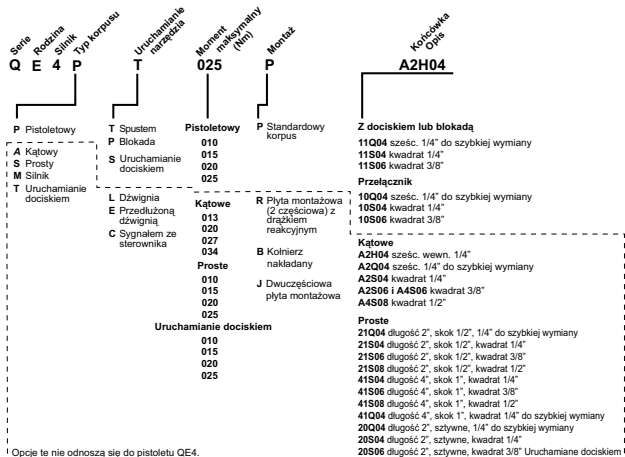 Serie
Rodzina
Silnik
Typ korpusu
Uruchamianie narzędzia
Moment maksymalny (Nm)
Montaż
Końcówka Opis
Q E 4 P T 025 P A2H04
P Pistoletowy
A Kątowy
S Prosty
M Silnik
T Uruchamianie
dociskiem
T Spustem
P Blokada
S Uruchamianie
dociskiem
L Dźwignia
E Przedłużoną
dźwignią
C Sygnałem ze
sterownika
Pistoletowy
010
015
020
025
Kątowe
013
020
027
034
Proste
010
015
020
025
Uruchamianie dociskiem
010
015
020
025
P Standardowy
korpus
R Płyta montażowa
(2 częściowa) z
drążkiem
reakcyjnym
B Kołnierz
nakładany
J Dwuczęściowa
płyta montażowa
Z dociskiem lub blokadą
11Q04 sześc. 1/4" do szybkiej wymiany
11S04 kwadrat 1/4"
11S06 kwadrat 3/8"
Przełącznik
10Q04 sześc. 1/4" do szybkiej wymiany
10S04 kwadrat 1/4"
10S06 kwadrat 3/8"
Kątowe
A2H04 sześc. wewn. 1/4"
A2Q04 sześc. 1/4" do szybkiej wymiany
A2S04 kwadrat 1/4"
A2S06 i A4S06 kwadrat 3/8"
A4S08 kwadrat 1/2"
Proste
21Q04 długość 2", skok 1/2", 1/4" do szybkiej wymiany
21S04 długość 2", skok 1/2", kwadrat 1/4"
21S06 długość 2", skok 1/2", kwadrat 3/8"
21S08 długość 2", skok 1/2", kwadrat 1/2"
41S04 długość 4", skok 1", kwadrat 1/4"
41S06 długość 4", skok 1", kwadrat 3/8"
41S08 długość 4", skok 1", kwadrat 1/2"
41Q04 długość 4", skok 1", kwadrat 1/4" do szybkiej wymiany
20Q04 długość 2", sztywne, 1/4" do szybkiej wymiany
20S04 długość 2", sztywne, kwadrat 1/4"
20S06 długość 2", sztywne, kwadrat 3/8" Uruchamiane dociskiem
Opcje te nie odnoszą się do pistoletu QE4.